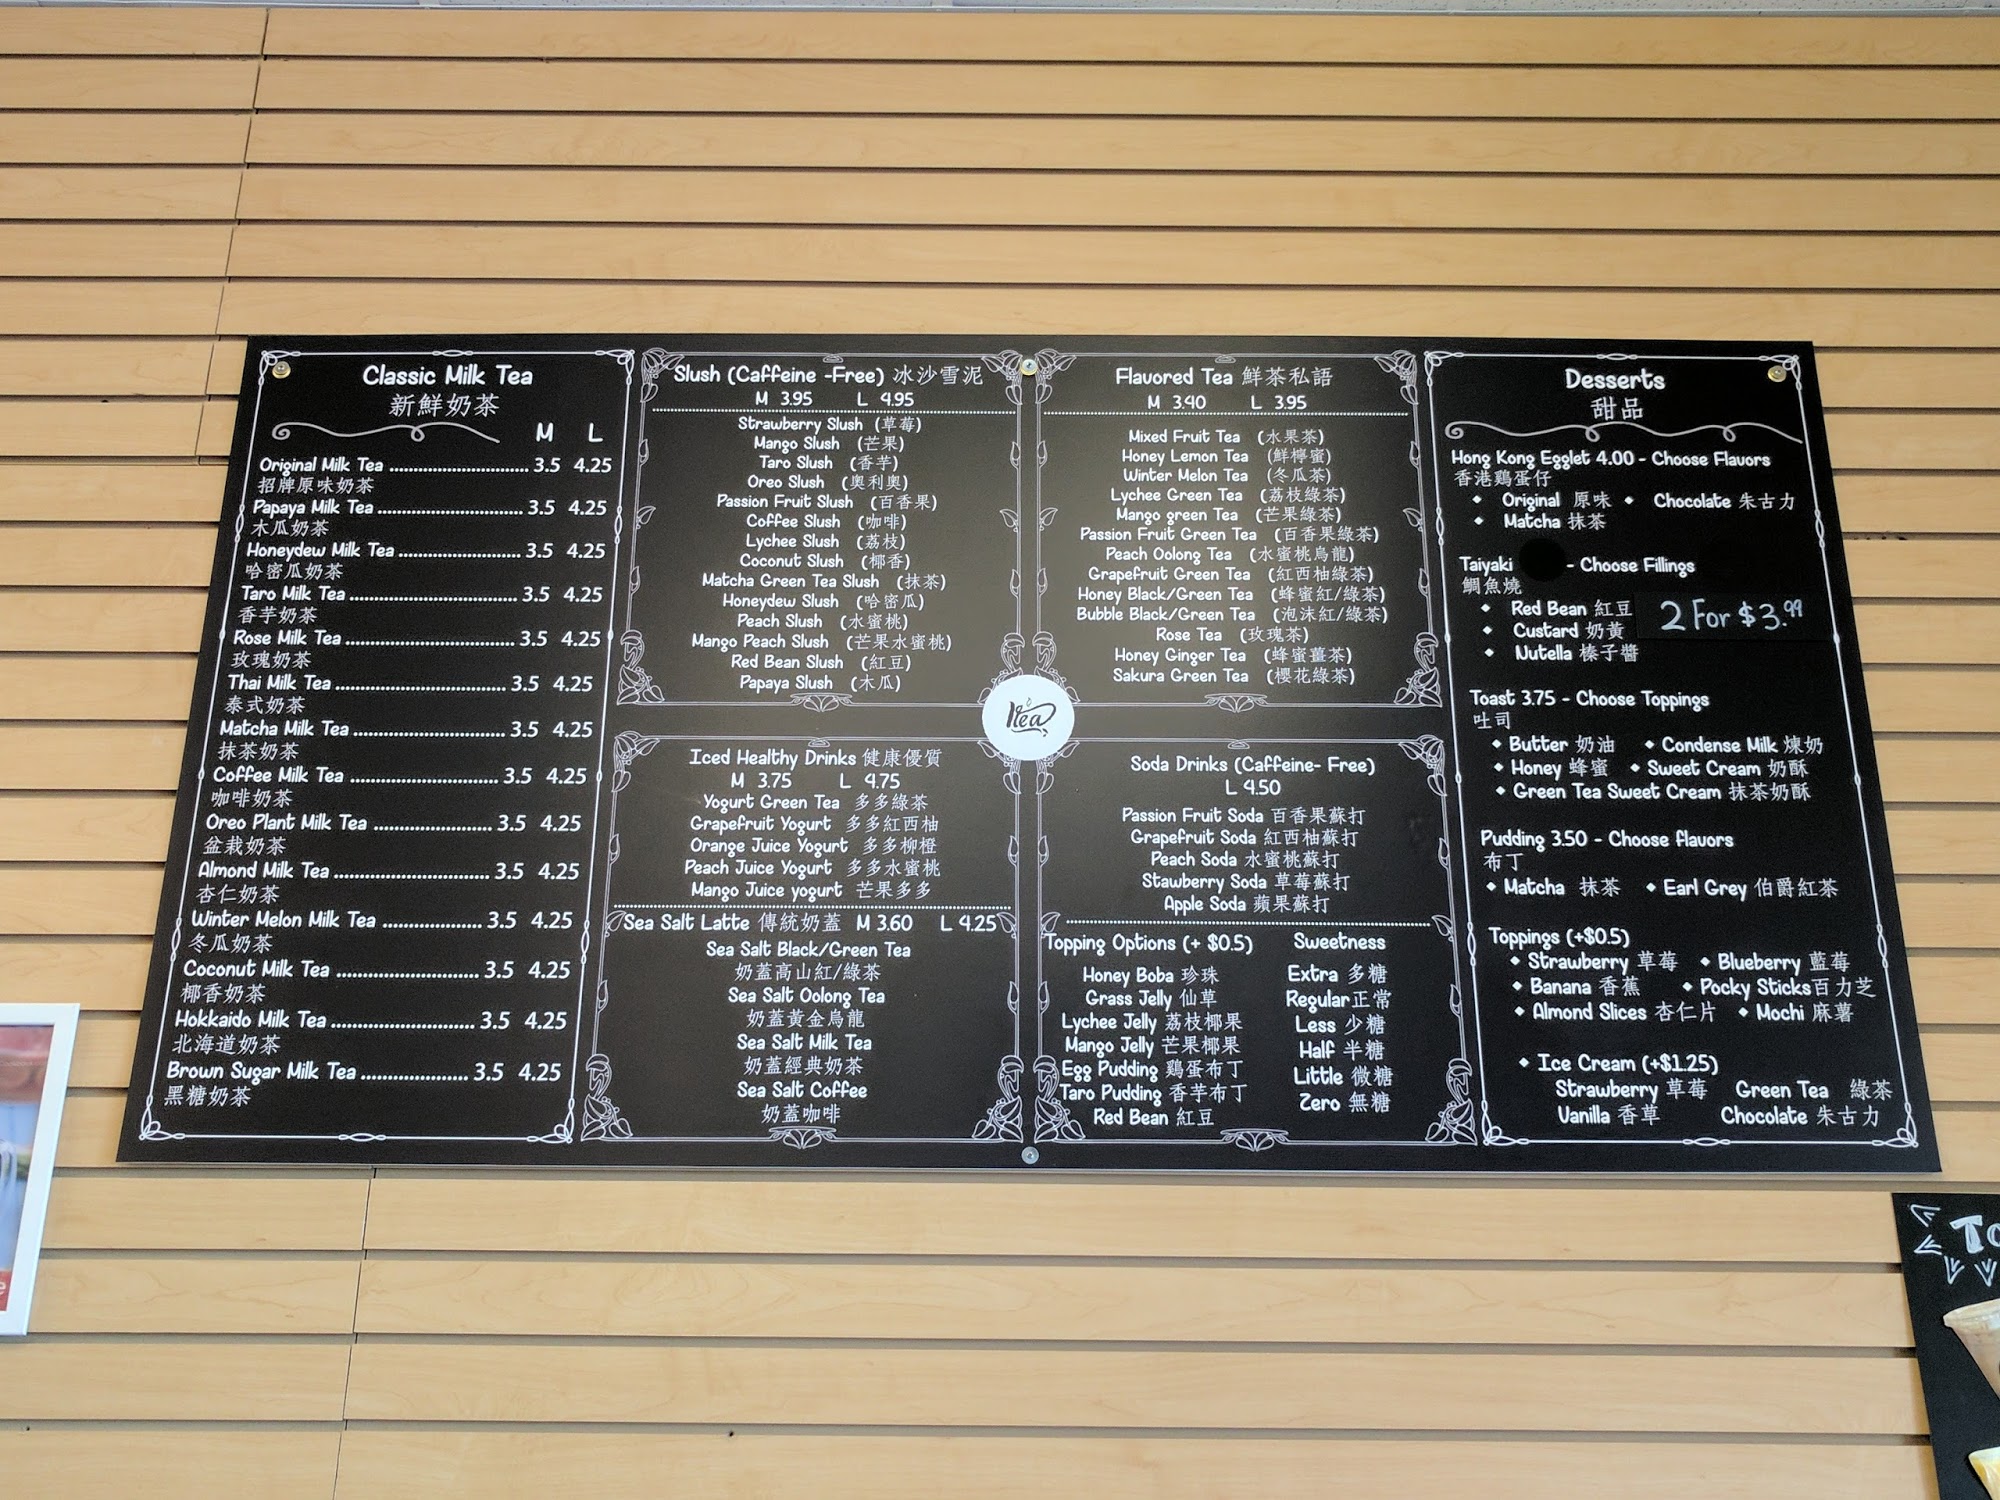 Classic Milk Tea
新鮮奶茶
M L
Original Milk Tea 3.5 4.25
招牌原味奶茶
Papaya Milk Tea 3.5 4.25
木瓜奶茶
Honeydew Milk Tea 3.5 4.25
哈密瓜奶茶
Taro Milk Tea 3.5 4.25
香芋奶茶
Rose Milk Tea 3.5 4.25
玫瑰奶茶
Thai Milk Tea 3.5 4.25
泰式奶茶
Matcha Milk Tea 3.5 4.25
抹茶奶茶
Coffee Milk Tea 3.5 4.25
咖啡奶茶
Oreo Plant Milk Tea 3.5 4.25
盆栽奶茶
Almond Milk Tea 3.5 4.25
杏仁奶茶
Winter Melon Milk Tea 3.5 4.25
冬瓜奶茶
Coconut Milk Tea 3.5 4.25
椰香奶茶
Hokkaido Milk Tea 3.5 4.25
北海道奶茶
Brown Sugar Milk Tea 3.5 4.25
黑糖奶茶
Slush (Caffeine -Free) 冰沙雪泥
M 3.95 L 4.95
Strawberry Slush (草莓)
Mango Slush (芒果)
Taro Slush (香芋)
Oreo Slush (奧利奧)
Passion Fruit Slush (百香果)
Coffee Slush (咖啡)
Lychee Slush (荔枝)
Coconut Slush (椰香)
Matcha Green Tea Slush (抹茶)
Honeydew Slush (哈密瓜)
Peach Slush (水蜜桃)
Mango Peach Slush (芒果水蜜桃)
Red Bean Slush (紅豆)
Papaya Slush (木瓜)
Iced Healthy Drinks 健康優質
M 3.75 L 4.75
Yogurt Green Tea 多多綠茶
Grapefruit Yogurt 多多紅西柚
Orange Juice Yogurt 多多柳橙
Peach Juice Yogurt 多多水蜜桃
Mango Juice yogurt 芒果多多
Sea Salt Latte 傳統奶蓋 M 3.60 L 4.25
Sea Salt Black/Green Tea
奶蓋高山紅/綠茶
Sea Salt Oolong Tea
奶蓋黃金烏龍
Sea Salt Milk Tea
奶蓋經典奶茶
Sea Salt Coffee
奶蓋咖啡
Flavored Tea 鮮茶私語
M 3.40 L 3.95
Mixed Fruit Tea (水果茶)
Honey Lemon Tea (鮮檸蜜)
Winter Melon Tea (冬瓜茶)
Lychee Green Tea (荔枝綠茶)
Mango green Tea (芒果綠茶)
Passion Fruit Green Tea (百香果綠茶)
Peach Oolong Tea (水蜜桃烏龍)
Grapefruit Green Tea (紅西柚綠茶)
Honey Black/Green Tea (蜂蜜紅/綠茶)
Bubble Black/Green Tea (泡沫紅/綠茶)
Rose Tea (玫瑰茶)
Honey Ginger Tea (蜂蜜薑茶)
Sakura Green Tea (櫻花綠茶)
Itea
Soda Drinks (Caffeine- Free)
L 4.50
Passion Fruit Soda 百香果蘇打
Grapefruit Soda 紅西柚蘇打
Peach Soda 水蜜桃蘇打
Stawberry Soda 草莓蘇打
Apple Soda 蘋果蘇打
Topping Options (+ $0.5)
Honey Boba 珍珠
Grass Jelly 仙草
Lychee Jelly 荔枝椰果
Mango Jelly 芒果椰果
Egg Pudding 鷄蛋布丁
Taro Pudding 香芋布丁
Red Bean 紅豆
Sweetness
Extra 多糖
Regular 正常
Less 少糖
Half 半糖
Little 微糖
Zero 無糖
Desserts
甜品
Hong Kong Egglet 4.00 - Choose Flavors
香港鷄蛋仔
◆ Original 原味 ◆ Chocolate 朱古力
◆ Matcha 抹茶
Taiyaki - Choose Fillings
鯛魚燒
◆ Red Bean 紅豆
◆ Custard 奶黃
◆ Nutella 榛子醬
2 For $3.99
Toast 3.75 - Choose Toppings
吐司
◆ Butter 奶油 ◆ Condense Milk 煉奶
◆ Honey 蜂蜜 ◆ Sweet Cream 奶酥
◆ Green Tea Sweet Cream 抹茶奶酥
Pudding 3.50 - Choose flavors
布丁
◆ Matcha 抹茶 ◆ Earl Grey 伯爵紅茶
Toppings (+$0.5)
◆ Strawberry 草莓 ◆ Blueberry 藍莓
◆ Banana 香蕉 ◆ Pocky Sticks百力芝
◆ Almond Slices 杏仁片 ◆ Mochi 麻薯
◆ Ice Cream (+$1.25)
Strawberry 草莓 Green Tea 綠茶
Vanilla 香草 Chocolate 朱古力